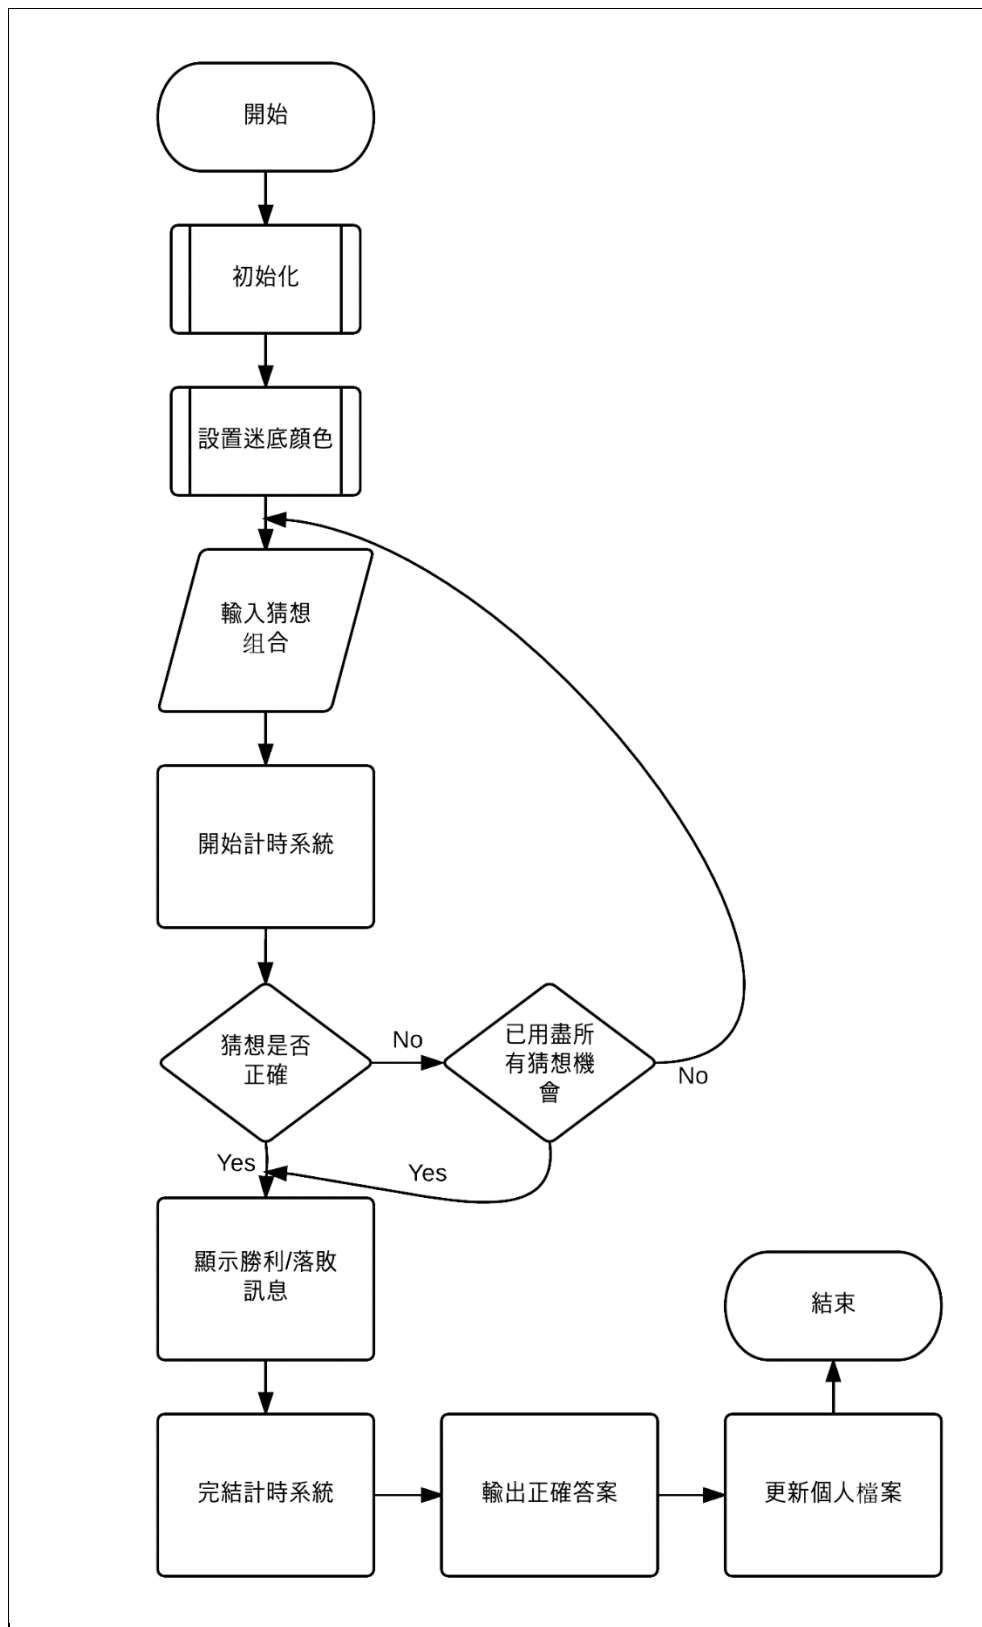 開始
初始化
設置迷底顏色
輸入猜想
组合
開始計時系統
猜想是否
正確
No
已用盡所
有猜想機
會
No
Yes
Yes
顯示勝利/落敗
訊息
結束
完結計時系統
輸出正確答案
更新個人檔案